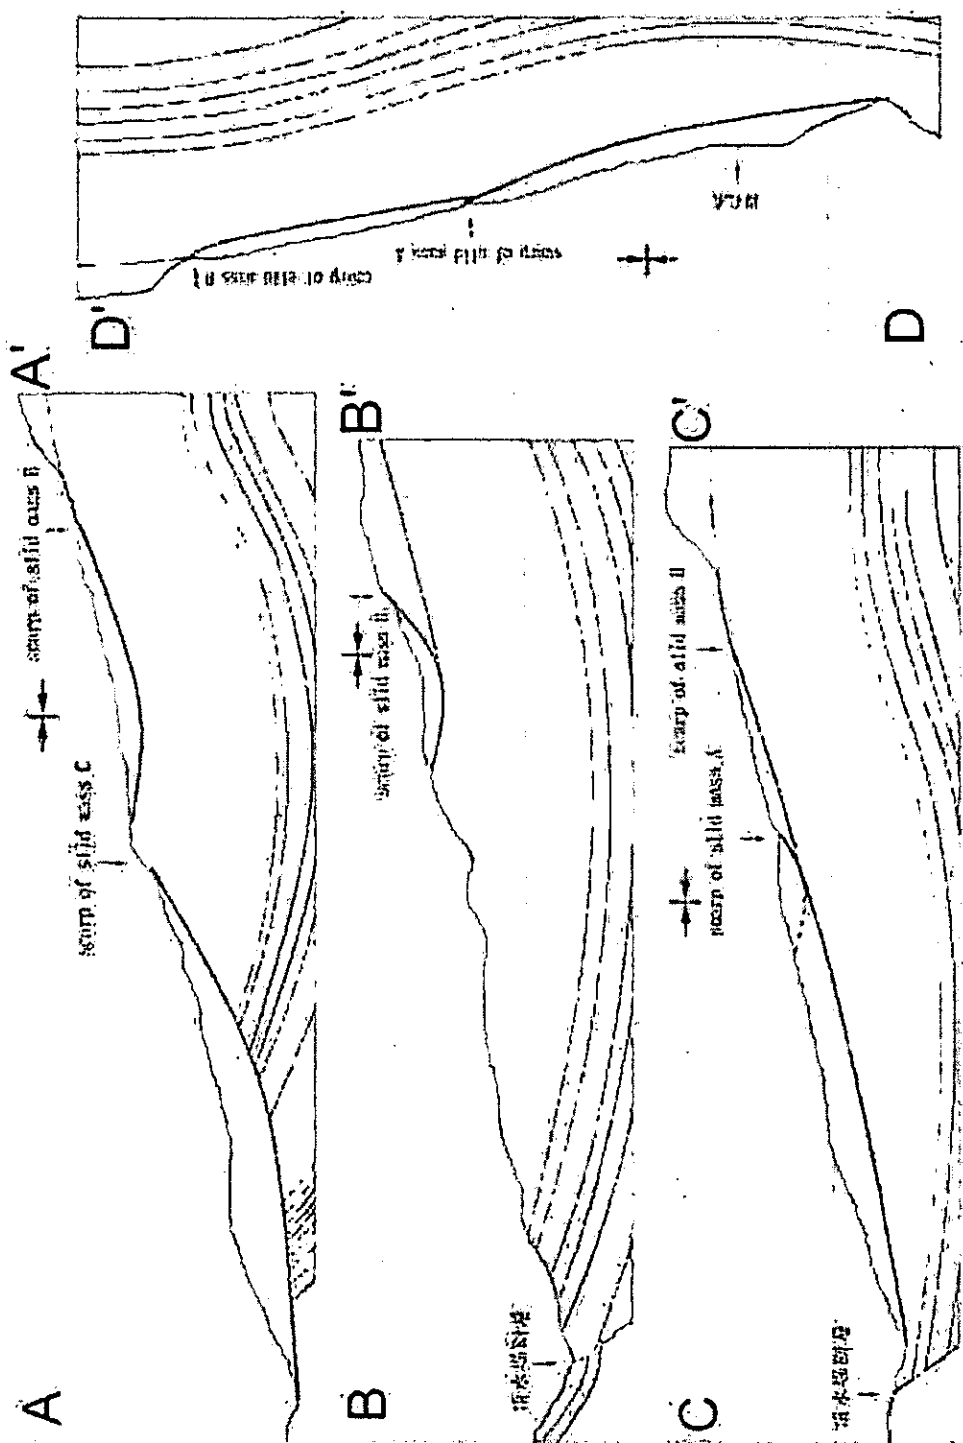 A
A'
scarp of slid mass C
scarp of slid mass B
B
B'
scarp of slid mass B
C
C'
scarp of slid mass A
scarp of slid mass B
D
D'
scarp of slid mass A
scarp of slid mass B